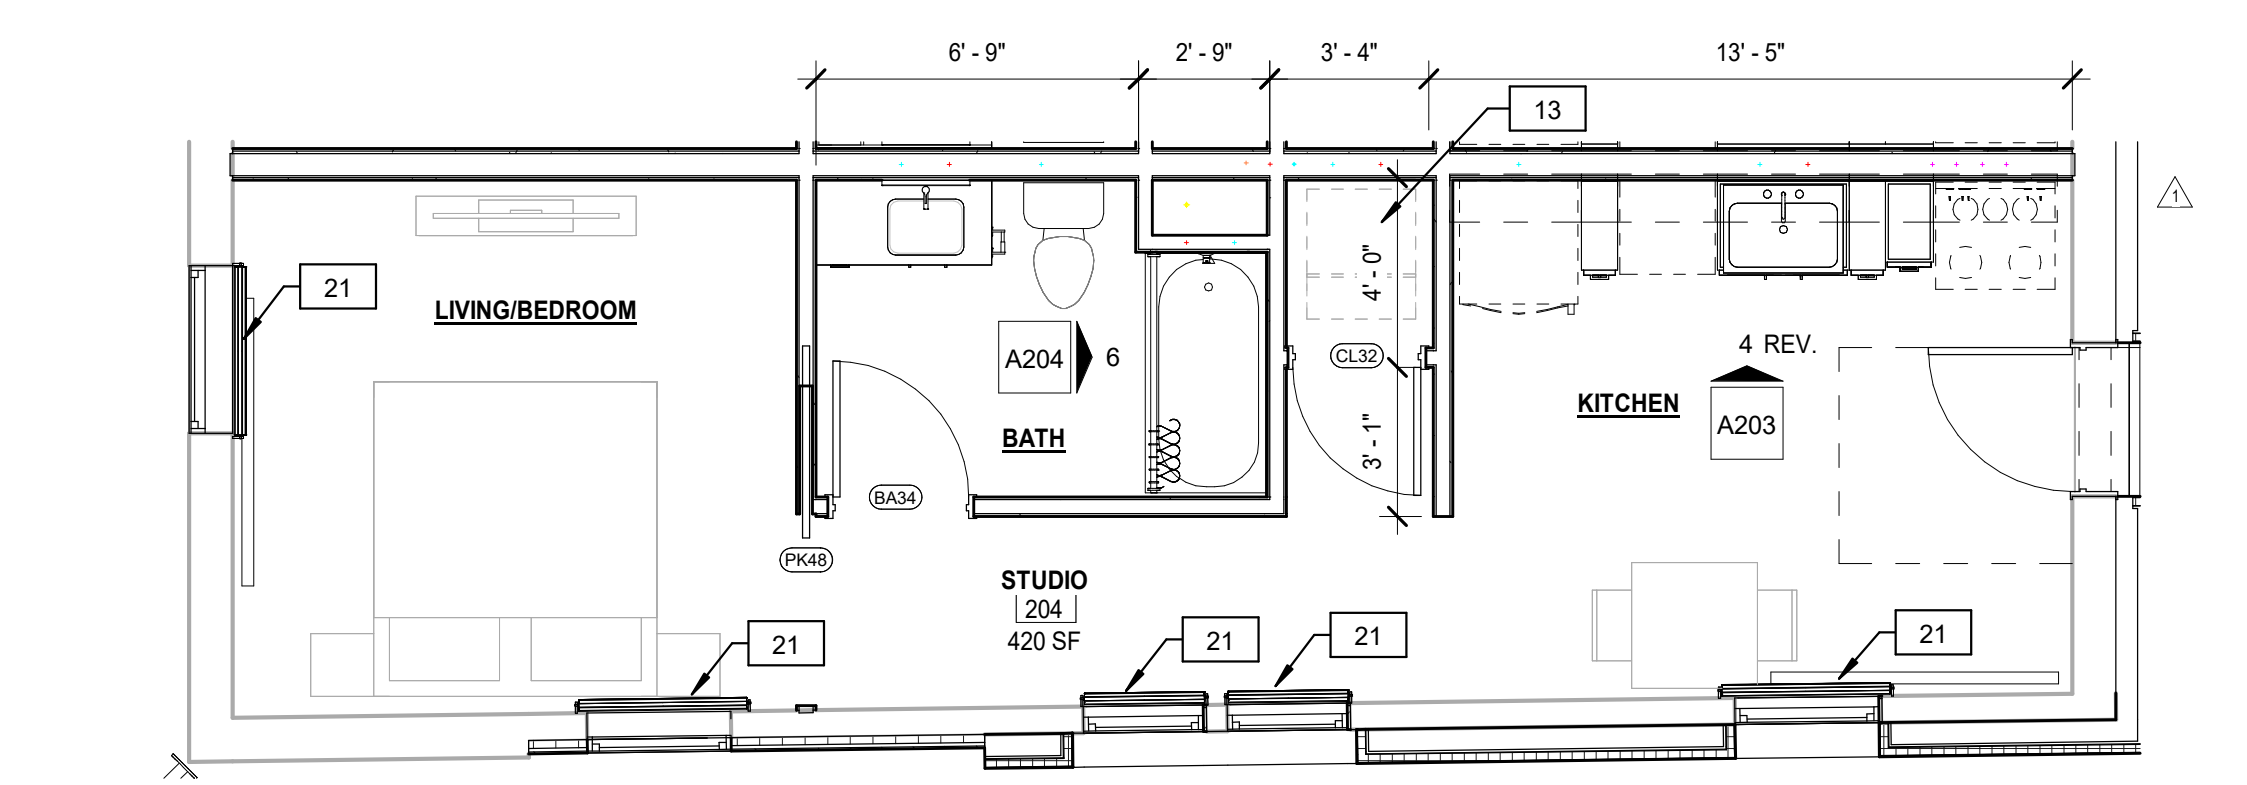 6' - 9"
2' - 9"
3' - 4"
13' - 5"
13
1
21
LIVING/BEDROOM
4' - 0"
A204
6
CL32
4 REV.
KITCHEN
A203
BATH
3' - 1"
BA34
PK48
STUDIO
204
420 SF
21
21
21
21